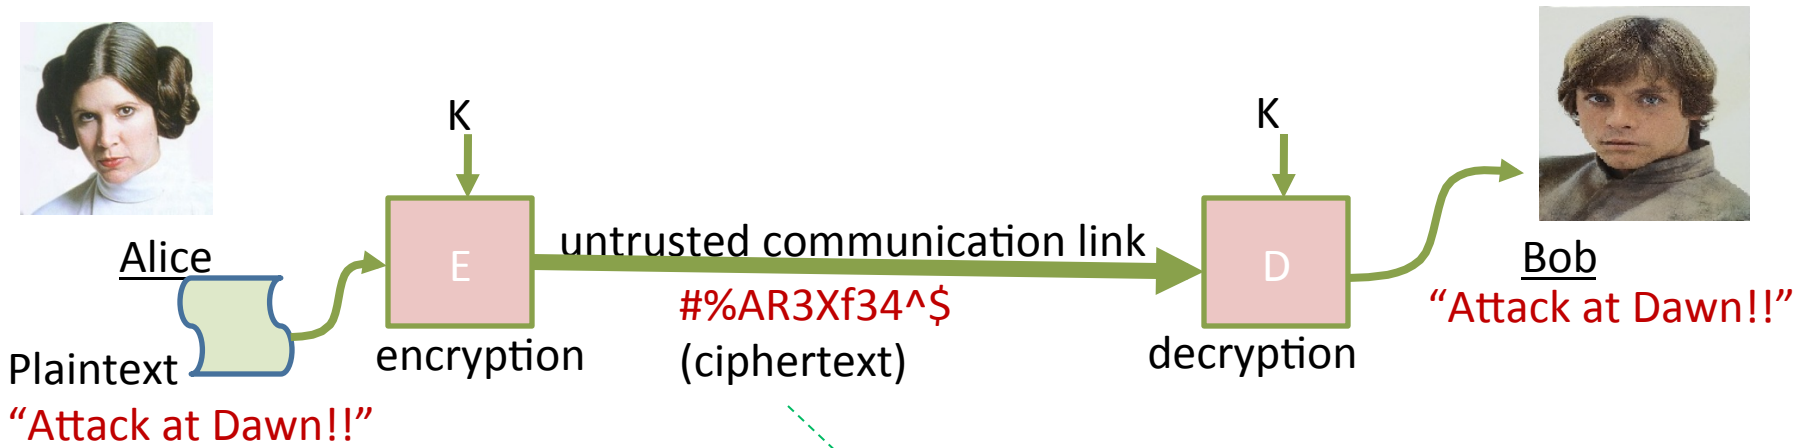 K
K
Alice
E
untrusted communication link
D
Bob
#%AR3Xf34^$
“Attack at Dawn!!”
Plaintext
encryption
(ciphertext)
decryption
“Attack at Dawn!!”